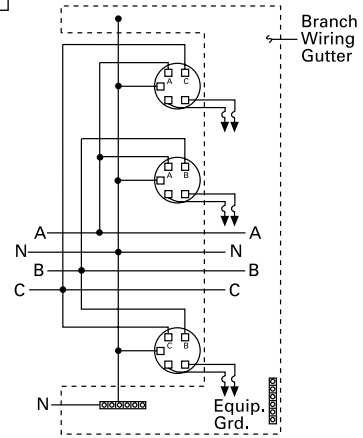 Branch
Wiring
Gutter
A C
A B
A A
N N
B B
C C
C B
N
Equip.
Grd.